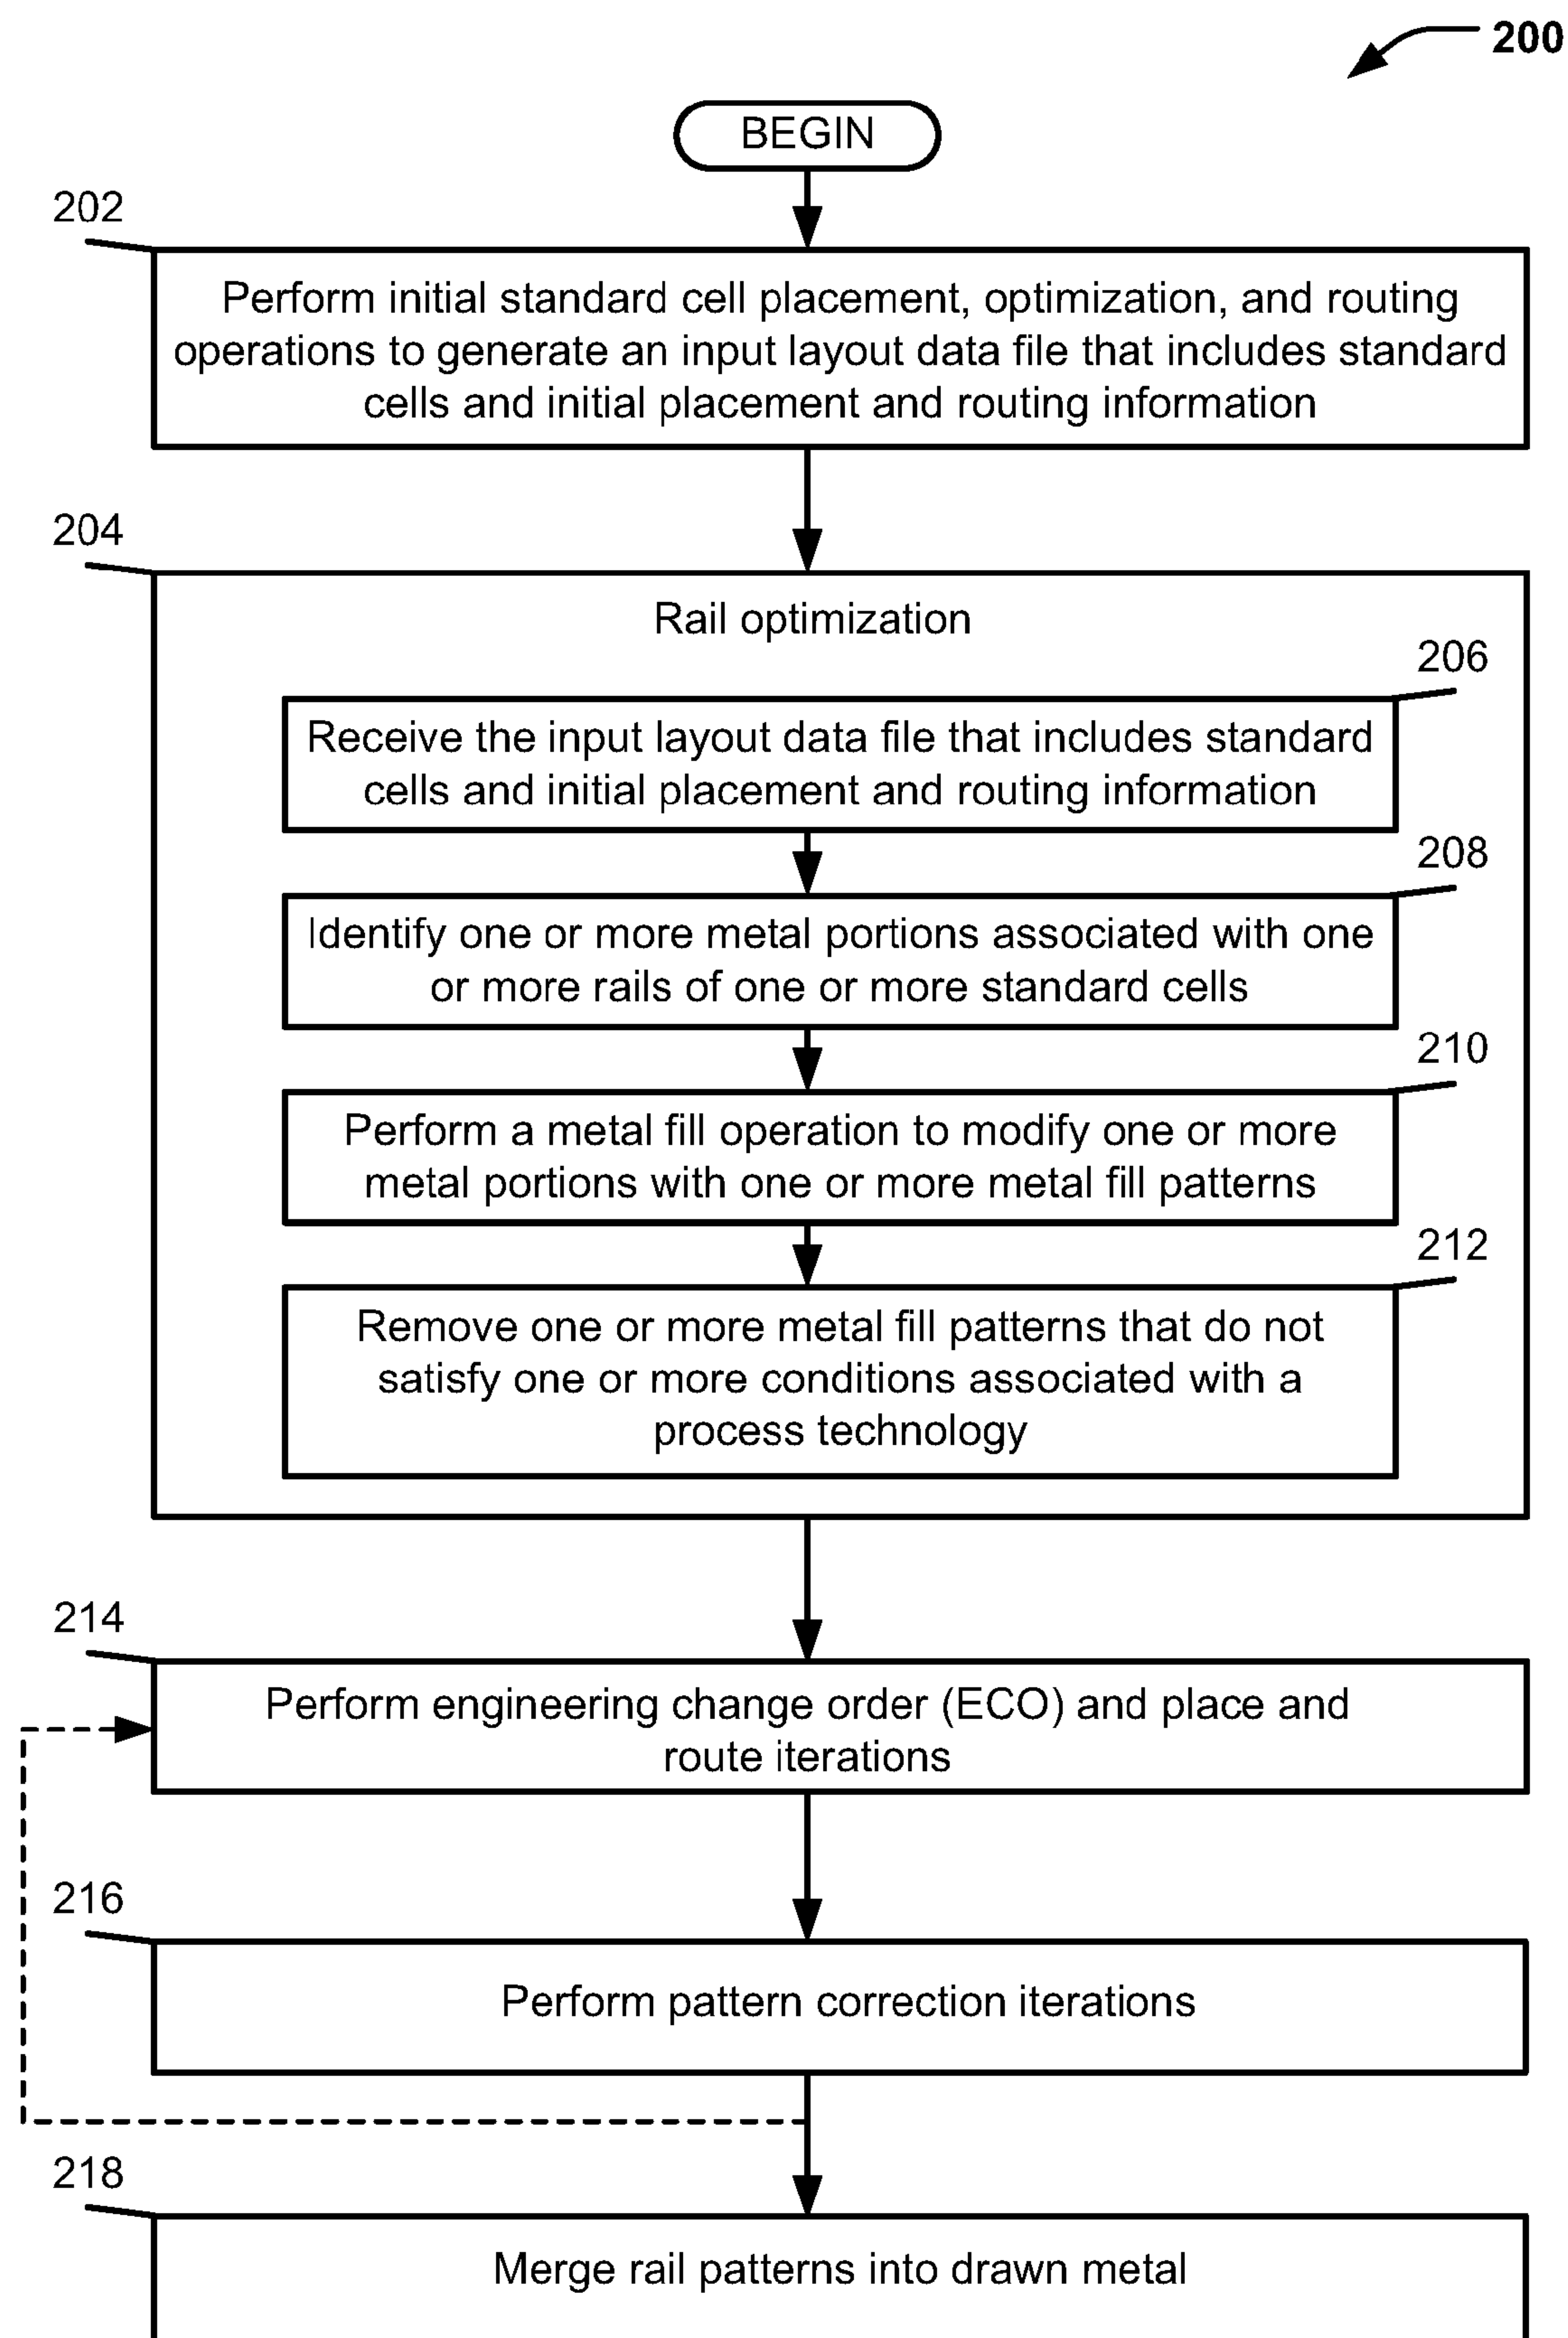 200
BEGIN
202
Perform initial standard cell placement, optimization, and routing
operations to generate an input layout data file that includes standard
cells and initial placement and routing information
204
Rail optimization
206
Receive the input layout data file that includes standard
cells and initial placement and routing information
208
Identify one or more metal portions associated with one
or more rails of one or more standard cells
210
Perform a metal fill operation to modify one or more
metal portions with one or more metal fill patterns
212
Remove one or more metal fill patterns that do not
satisfy one or more conditions associated with a
process technology
214
Perform engineering change order (ECO) and place and
route iterations
216
Perform pattern correction iterations
218
Merge rail patterns into drawn metal